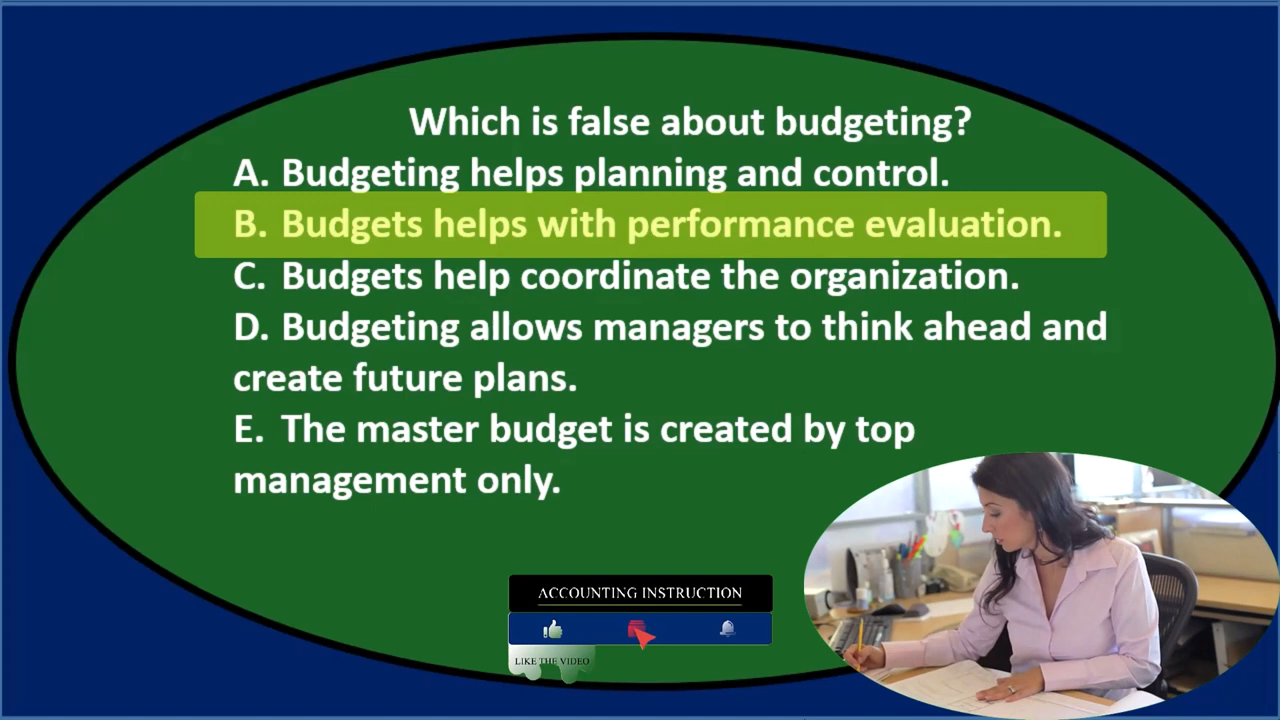 Which is false about budgeting?
A. Budgeting helps planning and control.
B. Budgets helps with performance evaluation.
C. Budgets help coordinate the organization.
D. Budgeting allows managers to think ahead and
create future plans.
E. The master budget is created by top
management only.
ACCOUNTING INSTRUCTION
LIKE THE VIDEO